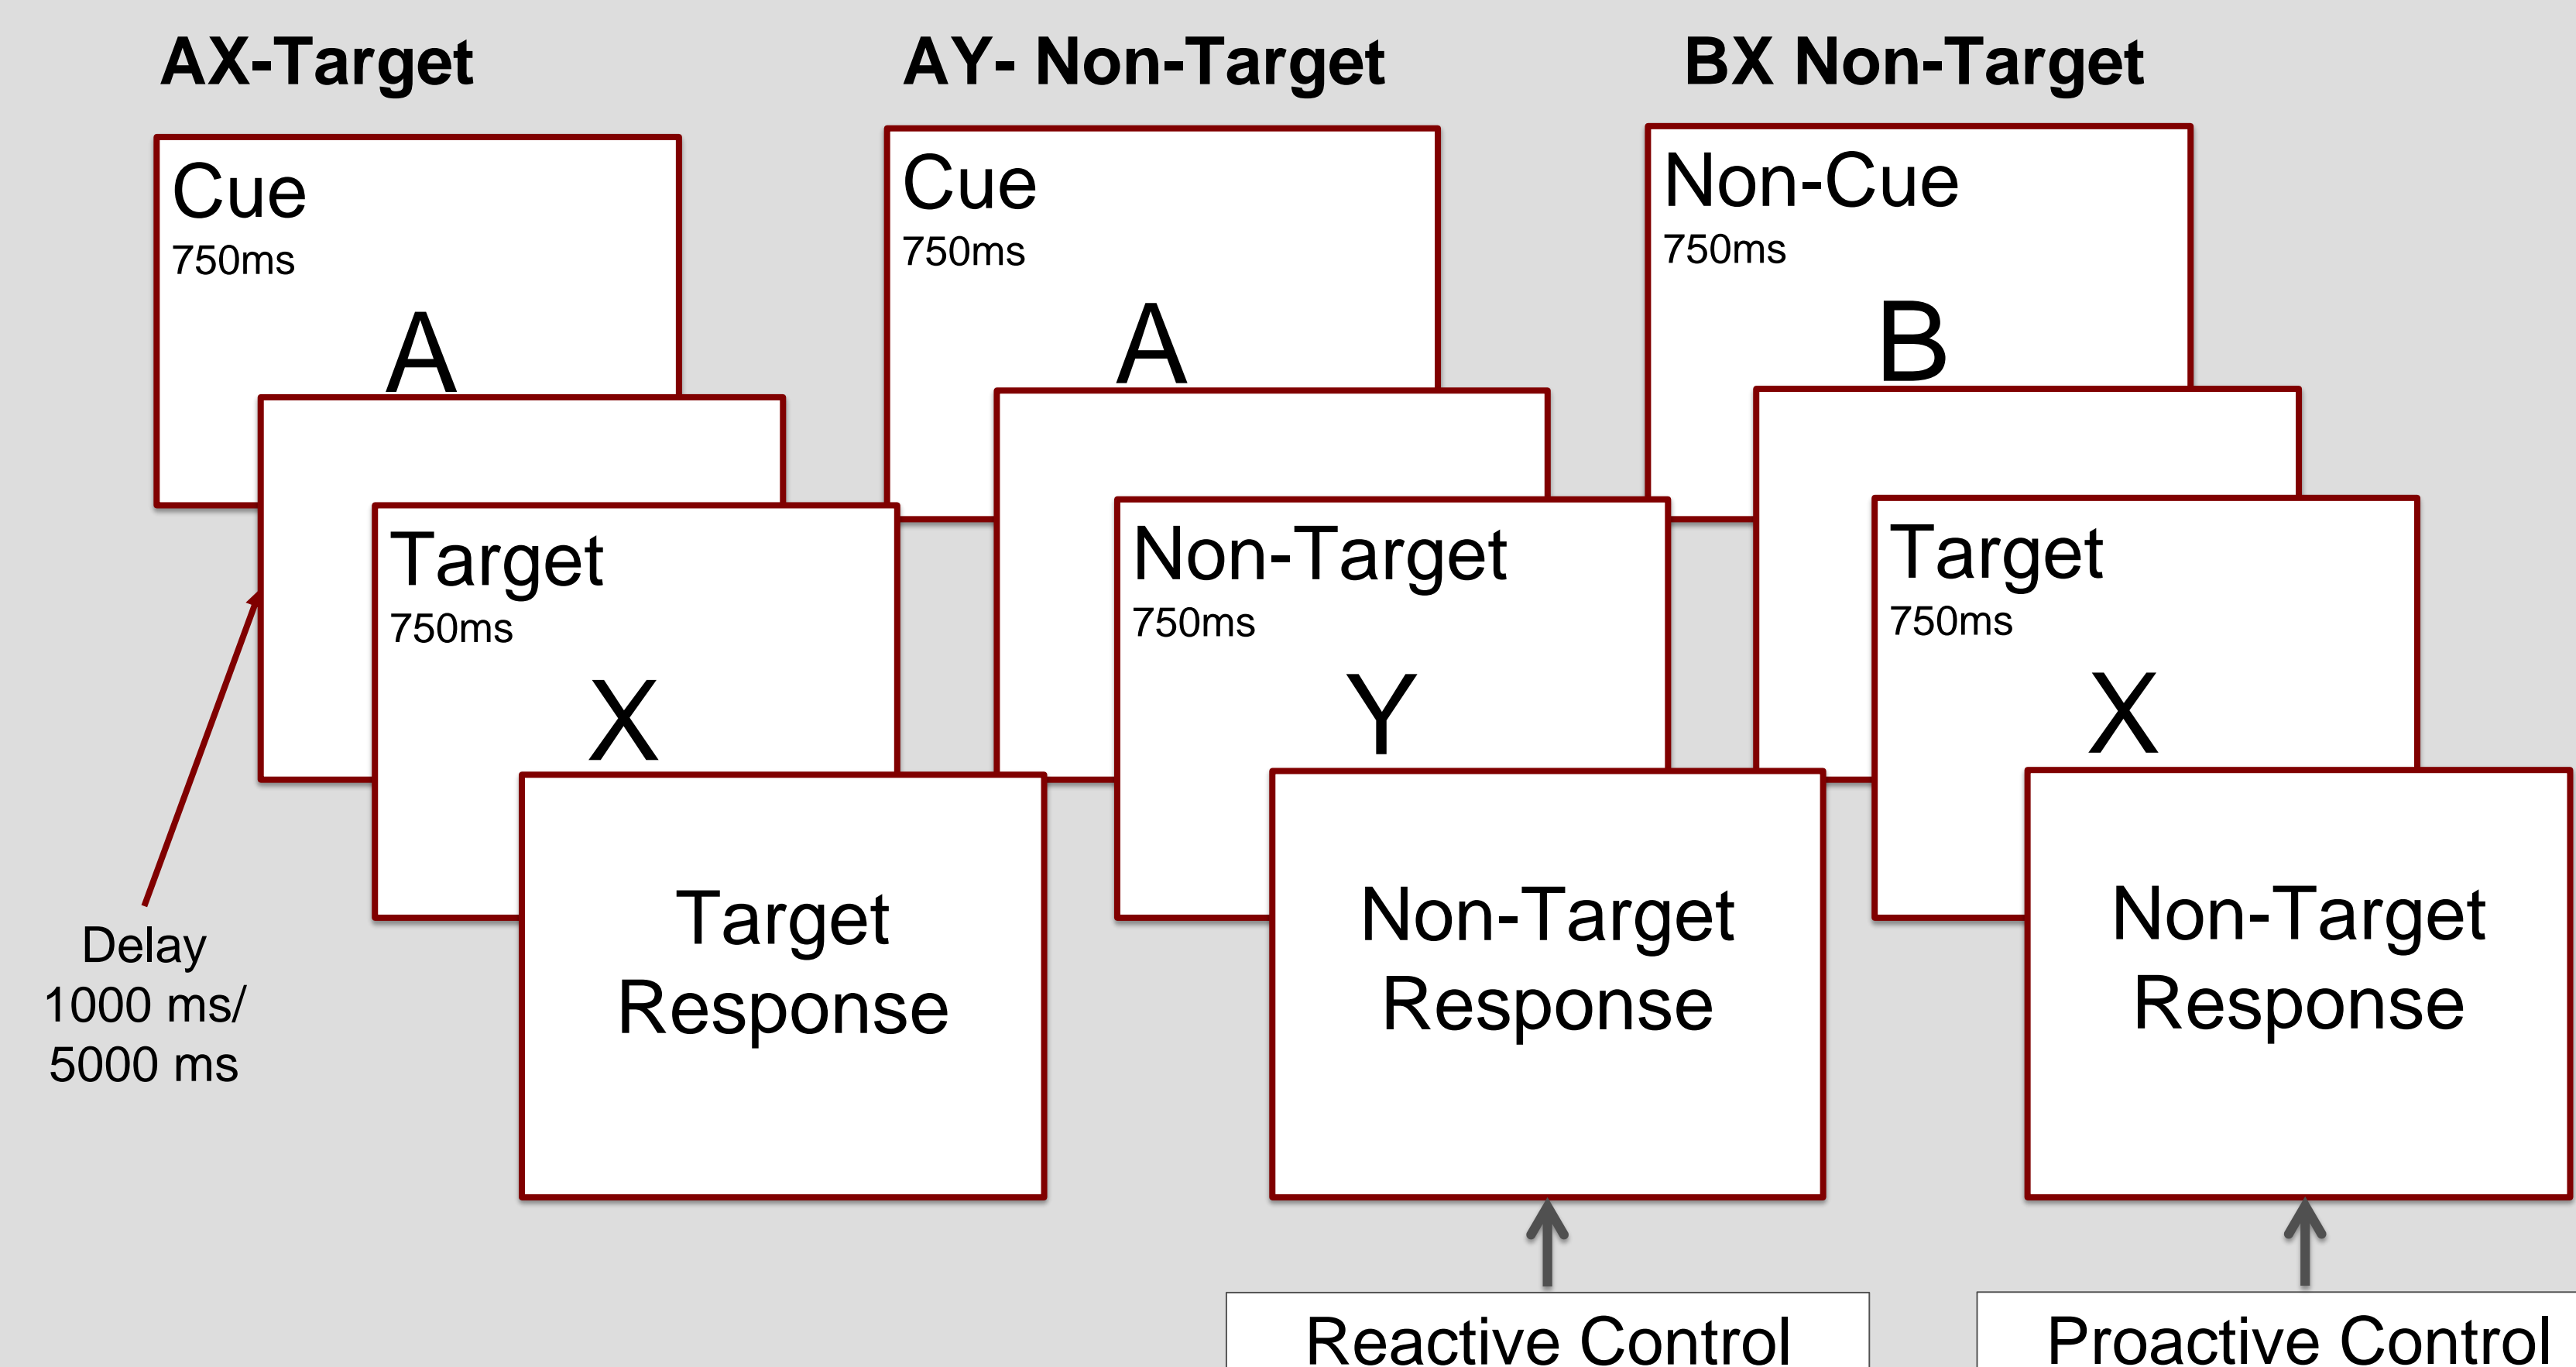 AX-Target
Cue
750ms
A
Target
750ms
X
Target
Response
Delay
1000 ms/
5000 ms
AY- Non-Target
Cue
750ms
A
Non-Target
750ms
Y
Non-Target
Response
Reactive Control
BX Non-Target
Non-Cue
750ms
B
Target
750ms
X
Non-Target
Response
Proactive Control